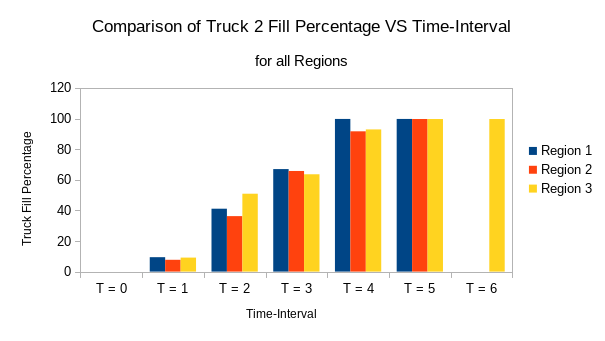 Comparison of Truck 2 Fill Percentage VS Time-Interval
for all Regions
Truck Fill Percentage
120
100
80
60
40
20
0
T = 0 T = 1 T = 2 T = 3 T = 4 T = 5 T = 6
Time-Interval
Region 1
Region 2
Region 3